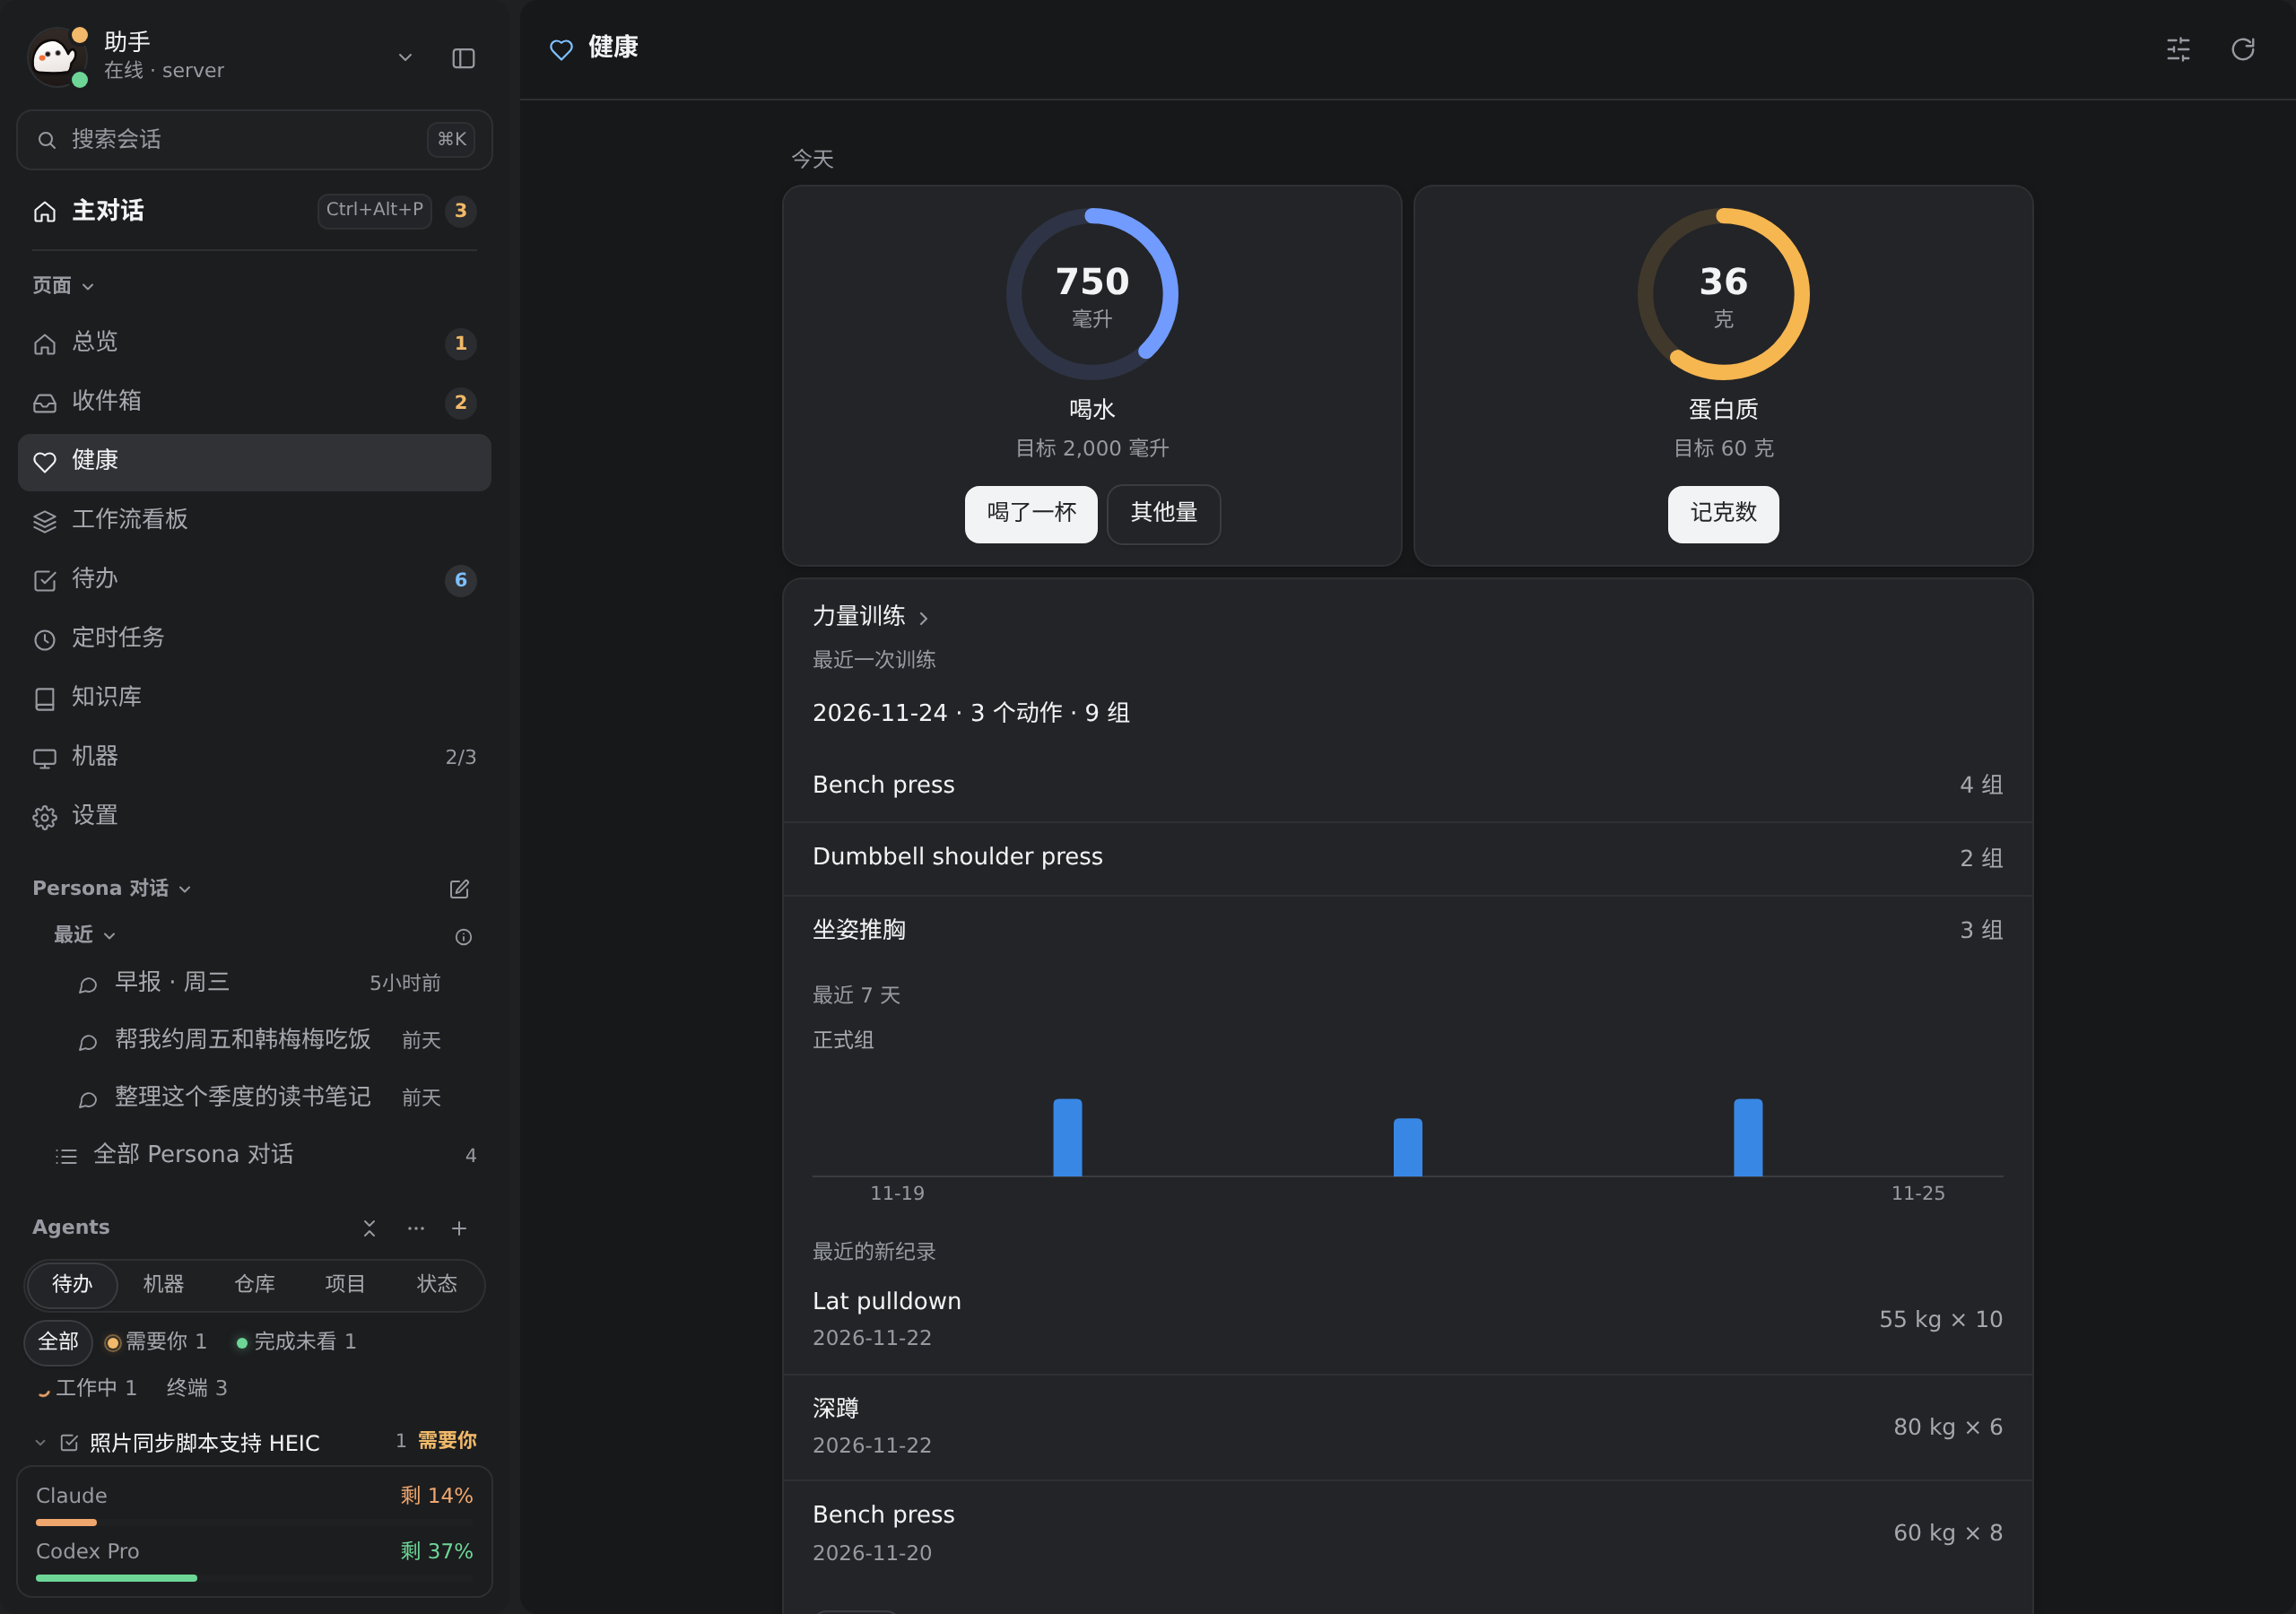 助手
在线 · server
搜索会话 ⌘K
主对话 Ctrl+Alt+P 3
页面
总览 1
收件箱 2
健康
工作流看板
待办 6
定时任务
知识库
机器 2/3
设置
Persona 对话
最近
早报 · 周三 5小时前
帮我约周五和韩梅梅吃饭 前天
整理这个季度的读书笔记 前天
全部 Persona 对话 4
Agents
待办 机器 仓库 项目 状态
全部 需要你 1 完成未看 1
工作中 1 终端 3
照片同步脚本支持 HEIC 1 需要你
Claude 剩 14%
Codex Pro 剩 37%
健康
今天
750
毫升
喝水
目标 2,000 毫升
喝了一杯 其他量
36
克
蛋白质
目标 60 克
记克数
力量训练
最近一次训练
2026-11-24 · 3 个动作 · 9 组
Bench press 4 组
Dumbbell shoulder press 2 组
坐姿推胸 3 组
最近 7 天
正式组
11-19 11-25
最近的新纪录
Lat pulldown 55 kg × 10
2026-11-22
深蹲 80 kg × 6
2026-11-22
Bench press 60 kg × 8
2026-11-20